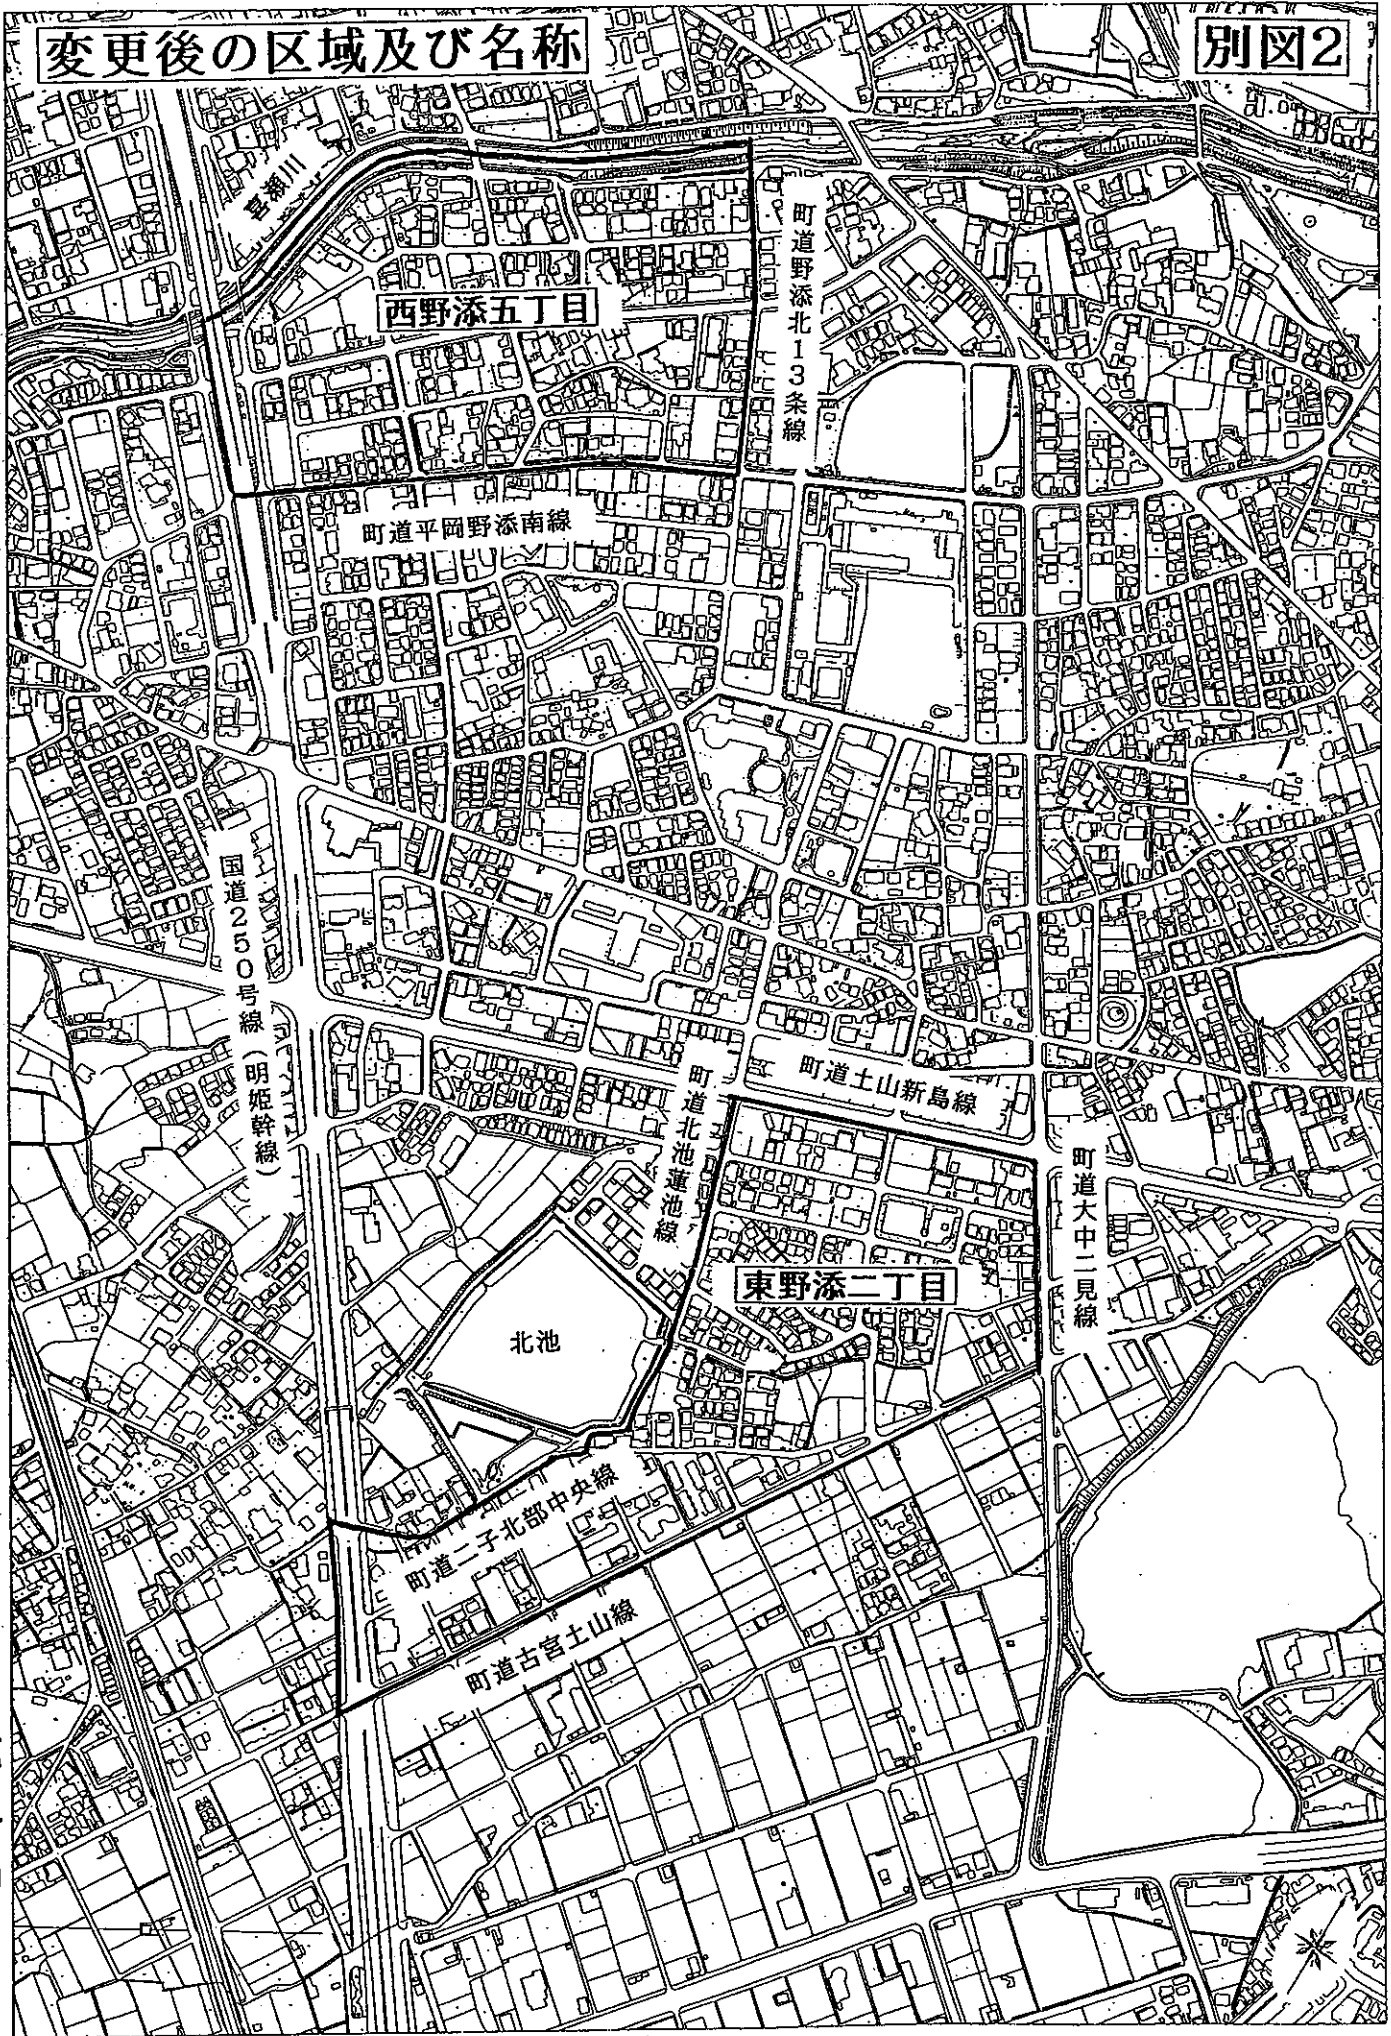 変更後の区域及び名称
別図2
喜瀬川
町道野添北13条線
西野添五丁目
町道平岡野添南線
国道250号線(明姫幹線)
町道土山新島線
町道北池蓮池線
町道大中二見線
東野添二丁目
北池
町道二子北部中央線
町道古宮土山線